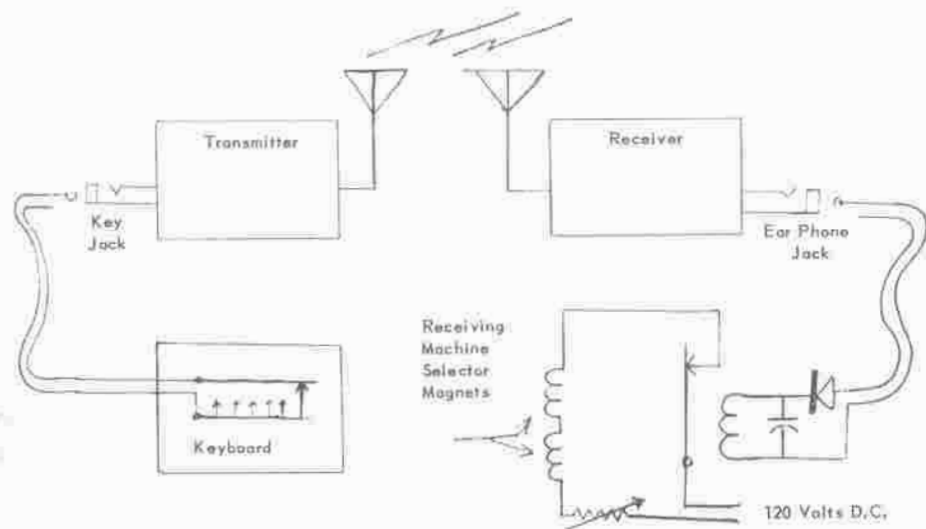 Transmitter
Receiver
Key
Jack
Ear Phone
Jack
Receiving
Machine
Selector
Magnets
Keyboard
120 Volts D.C.